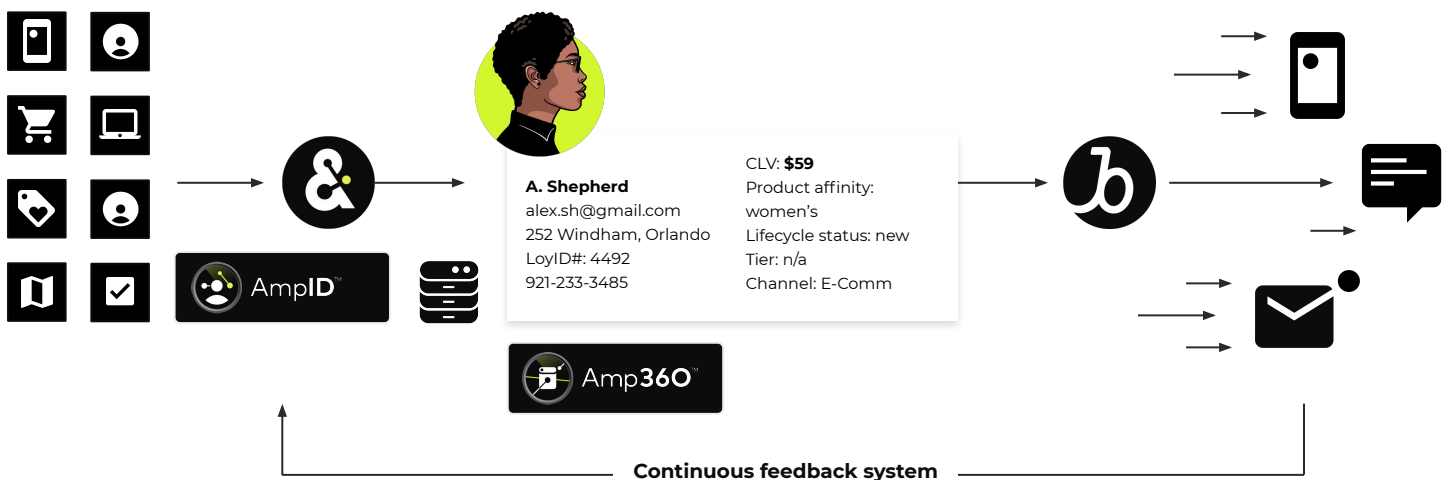 A. Shepherd
alex.sh@gmail.com
252 Windham, Orlando
LoyID#: 4492
921-233-3485
CLV: $59
Product affinity:
women’s
Lifecycle status: new
Tier: n/a
Channel: E-Comm
&
b
AmpID™
Amp360™
Continuous feedback system